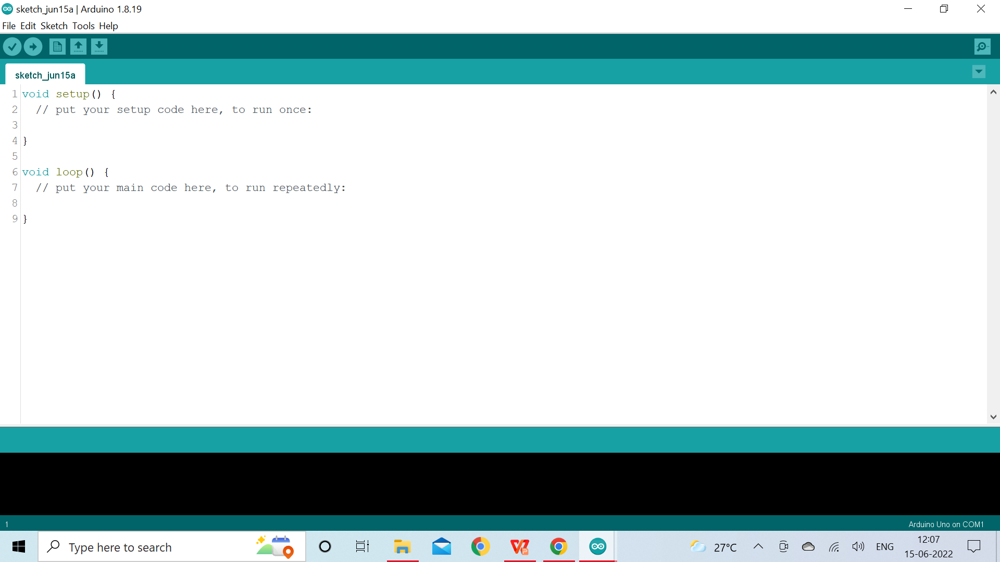 sketch_jun15a | Arduino 1.8.19
File Edit Sketch Tools Help
sketch_jun15a
1 void setup() {
2   // put your setup code here, to run once:
3
4 }
5
6 void loop() {
7   // put your main code here, to run repeatedly:
8
9 }
1
Arduino Uno on COM1
Type here to search
27°C
ENG
12:07
15-06-2022